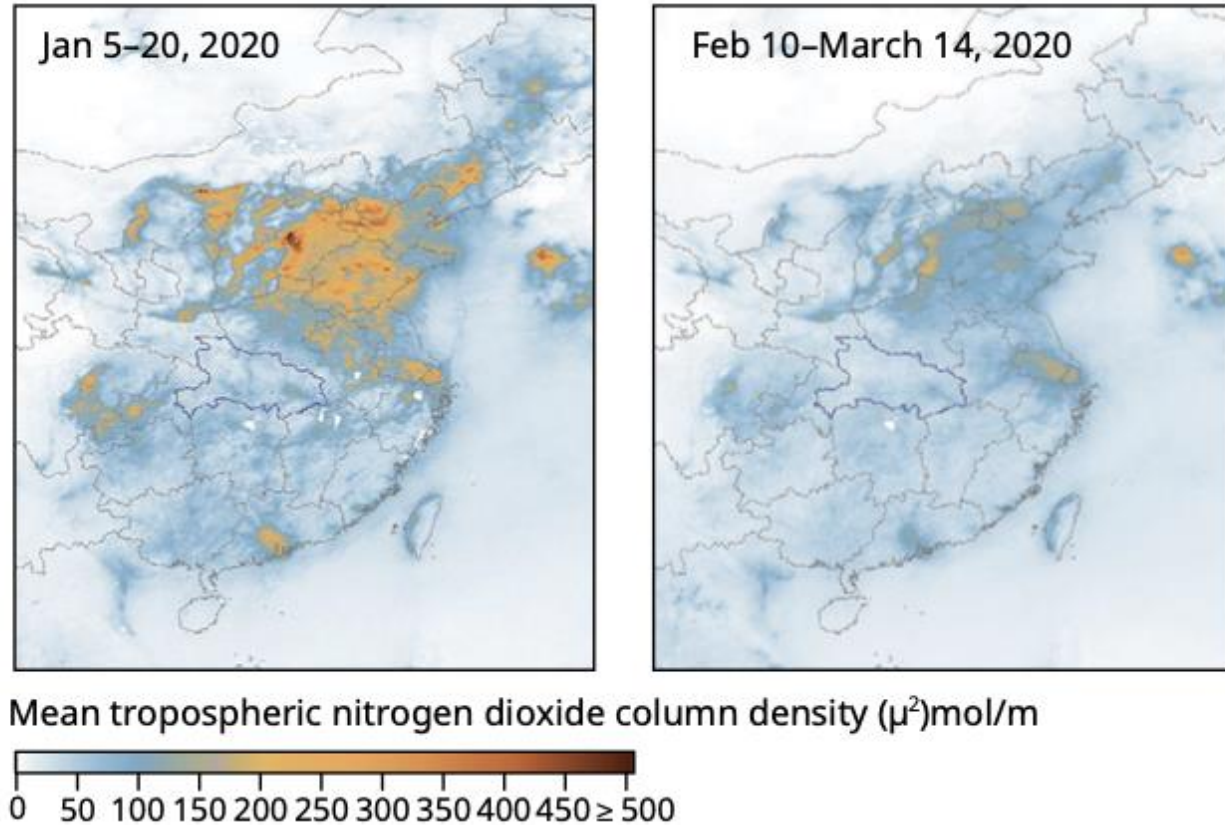 Jan 5–20, 2020
Feb 10–March 14, 2020
Mean tropospheric nitrogen dioxide column density (μ²)mol/m
0 50 100 150 200 250 300 350 400 450 ≥ 500